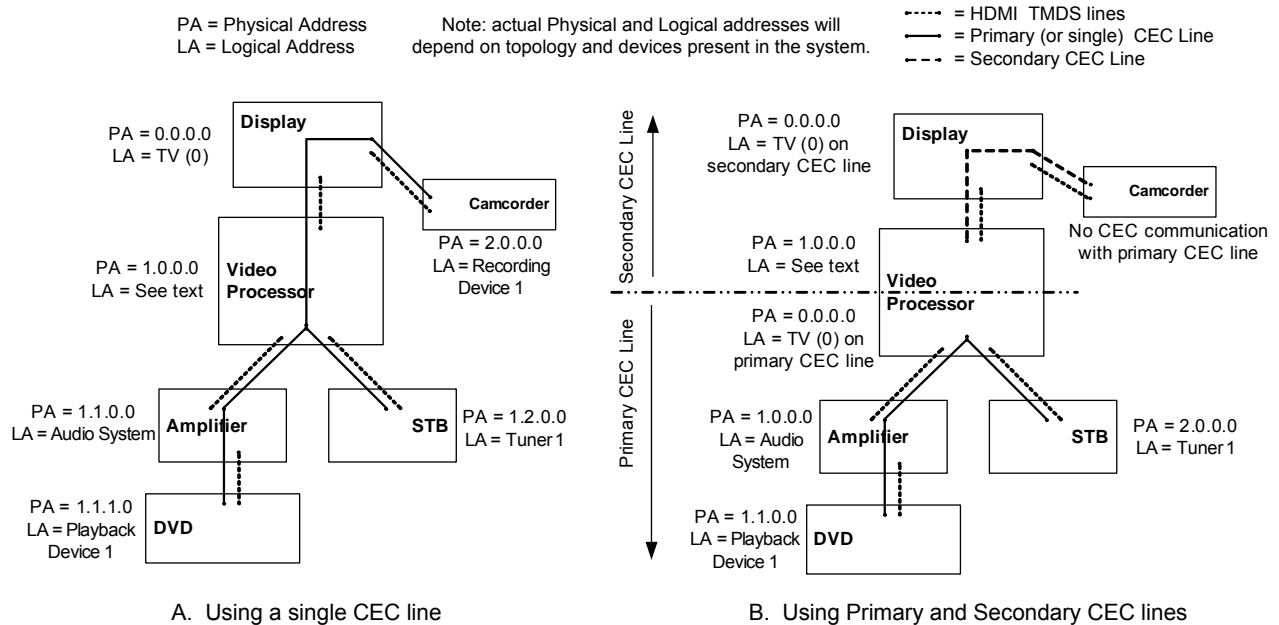 PA = Physical Address
LA = Logical Address
Note: actual Physical and Logical addresses will
depend on topology and devices present in the system.
= HDMI TMDS lines
= Primary (or single) CEC Line
= Secondary CEC Line
Display
PA = 0.0.0.0
LA = TV (0)
Camcorder
PA = 2.0.0.0
LA = Recording
Device 1
PA = 1.0.0.0
LA = See text
Video
Processor
PA = 1.1.0.0
LA = Audio System
Amplifier
STB
PA = 1.2.0.0
LA = Tuner 1
PA = 1.1.1.0
LA = Playback
Device 1
DVD
A. Using a single CEC line
Secondary CEC Line
Primary CEC Line
PA = 0.0.0.0
LA = TV (0) on
secondary CEC line
Display
Camcorder
No CEC communication
with primary CEC line
PA = 1.0.0.0
LA = See text
Video
Processor
PA = 0.0.0.0
LA = TV (0) on
primary CEC line
PA = 1.0.0.0
LA = Audio
System
Amplifier
STB
PA = 2.0.0.0
LA = Tuner 1
PA = 1.1.0.0
LA = Playback
Device 1
DVD
B. Using Primary and Secondary CEC lines